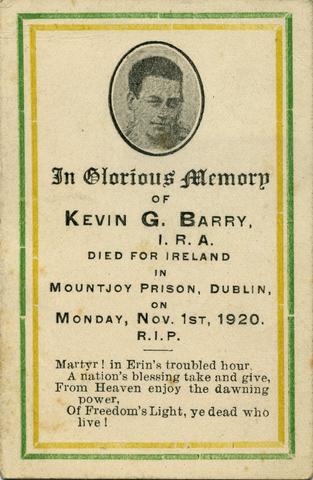 In Glorious Memory
OF
KEVIN G. BARRY,
I. R. A.
DIED FOR IRELAND
IN
MOUNTJOY PRISON, DUBLIN,
ON
MONDAY, NOV. 1ST, 1920.
R.I.P.
Martyr! in Erin's troubled hour.
A nation's blessing take and give,
From Heaven enjoy the dawning
power,
Of Freedom's Light, ye dead who
live!